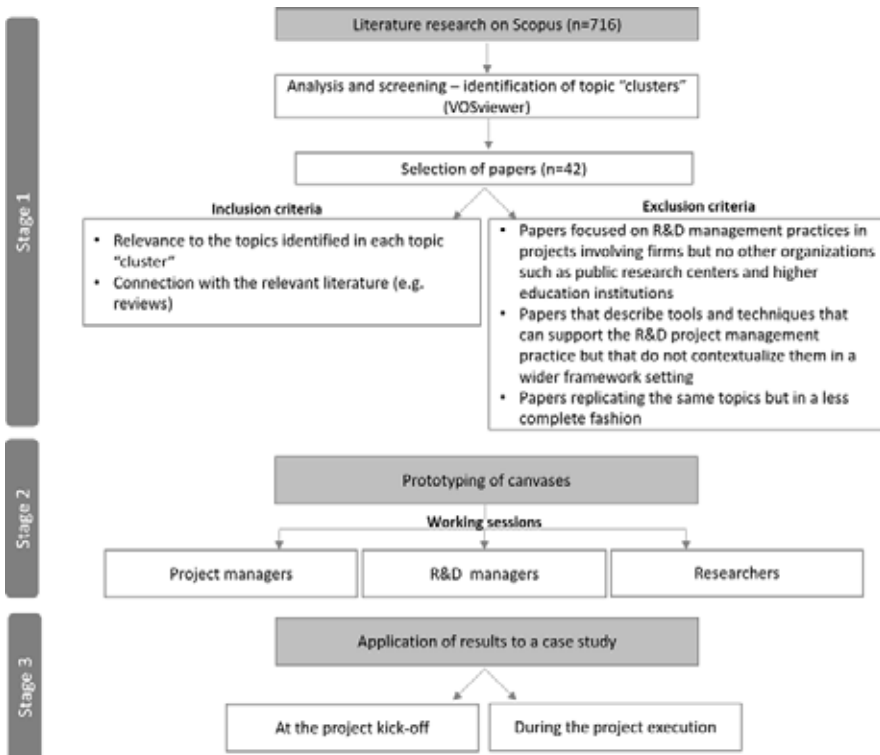 Stage 1
Literature research on Scopus (n=716)
Analysis and screening – identification of topic “clusters”
(VOSviewer)
Selection of papers (n=42)
Inclusion criteria
• Relevance to the topics identified in each topic
“cluster”
• Connection with the relevant literature (e.g.
reviews)
Exclusion criteria
• Papers focused on R&D management practices in
projects involving firms but no other organizations
such as public research centers and higher
education institutions
• Papers that describe tools and techniques that
can support the R&D project management
practice but that do not contextualize them in a
wider framework setting
• Papers replicating the same topics but in a less
complete fashion
Stage 2
Prototyping of canvases
Working sessions
Project managers
R&D managers
Researchers
Stage 3
Application of results to a case study
At the project kick-off
During the project execution